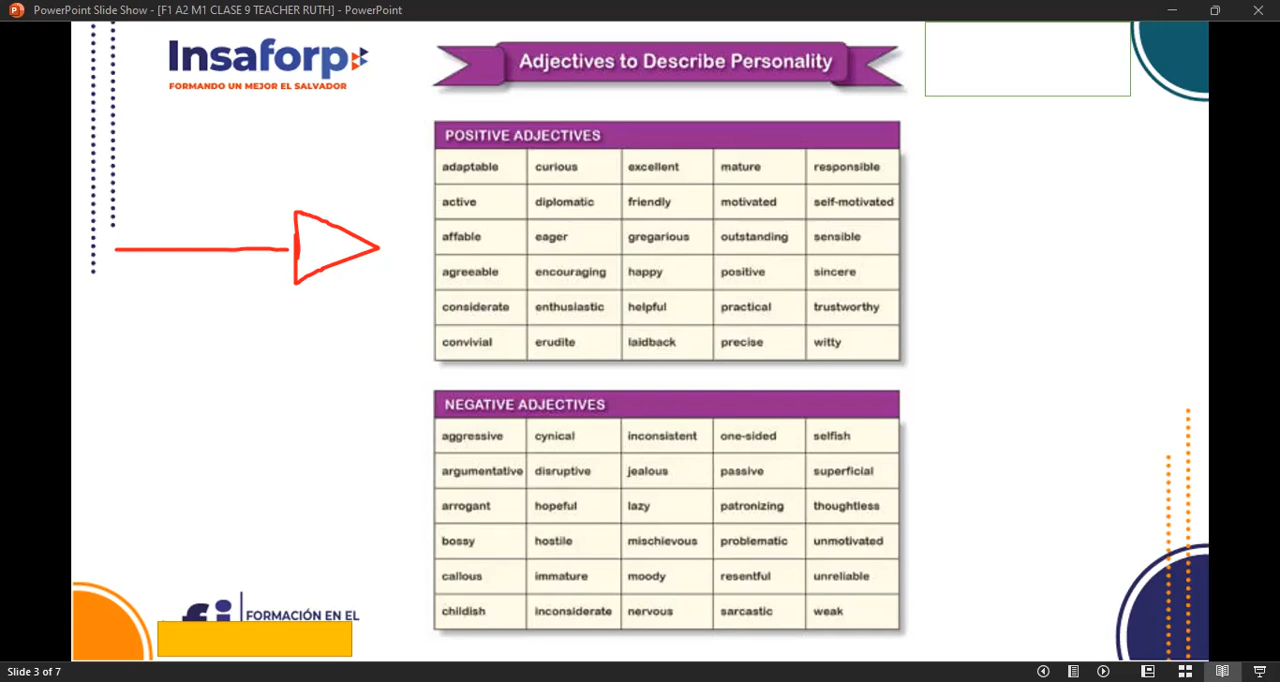 PowerPoint Slide Show - [F1 A2 M1 CLASE 9 TEACHER RUTH] - PowerPoint
Insaforp
FORMANDO UN MEJOR EL SALVADOR
Adjectives to Describe Personality
POSITIVE ADJECTIVES
adaptable curious excellent mature responsible
active diplomatic friendly motivated self-motivated
affable eager gregarious outstanding sensible
agreeable encouraging happy positive sincere
considerate enthusiastic helpful practical trustworthy
convivial erudite laidback precise witty
NEGATIVE ADJECTIVES
aggressive cynical inconsistent one-sided selfish
argumentative disruptive jealous passive superficial
arrogant hopeful lazy patronizing thoughtless
bossy hostile mischievous problematic unmotivated
callous immature moody resentful unreliable
childish inconsiderate nervous sarcastic weak
FORMACIÓN EN EL
Slide 3 of 7